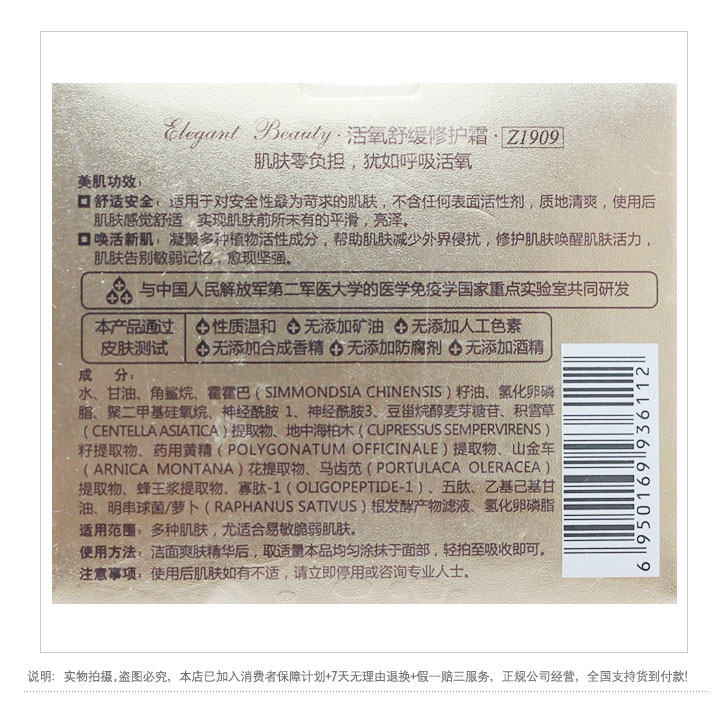 Elegant Beauty·活氧舒缓修护霜·Z1909
肌肤零负担，犹如呼吸活氧
美肌功效：
舒适安全：适用于对安全性最为苛求的肌肤，不含任何表面活性剂，质地清爽，使用后
肌肤感觉舒适，实现肌肤前所未有的平滑，亮泽。
唤活新肌：凝聚多种植物活性成分，帮助肌肤减少外界侵扰，修护肌肤唤醒肌肤活力，
肌肤告别敏弱记忆，愈现坚强。
与中国人民解放军第二军医大学的医学免疫学国家重点实验室共同研发
本产品通过
皮肤测试
性质温和 无添加矿油 无添加人工色素
无添加合成香精 无添加防腐剂 无添加酒精
成 分：
水、甘油、角鲨烷、霍霍巴（SIMMONDSIA CHINENSIS）籽油、氢化卵磷
脂、聚二甲基硅氧烷、神经酰胺 1、神经酰胺3、豆甾烷醇麦芽糖苷、积雪草
（CENTELLA ASIATICA）提取物、地中海柏木（CUPRESSUS SEMPERVIRENS）
籽提取物、药用黄精（POLYGONATUM OFFICINALE）提取物、山金车
（ARNICA MONTANA）花提取物、马齿苋（PORTULACA OLERACEA）
提取物、蜂王浆提取物、寡肽-1（OLIGOPEPTIDE-1）、五肽、乙基己基甘
油、明串球菌/萝卜（RAPHANUS SATIVUS）根发酵产物滤液、氢化卵磷脂
适用范围：多种肌肤，尤适合易敏脆弱肌肤。
使用方法：洁面爽肤精华后，取适量本品均匀涂抹于面部，轻拍至吸收即可。
注意事项：使用后肌肤如有不适，请立即停用或咨询专业人士。
6 950169 936112
说明：实物拍摄,盗图必究，本店已加入消费者保障计划+7天无理由退换+假一赔三服务，正规公司经营，全国支持货到付款!